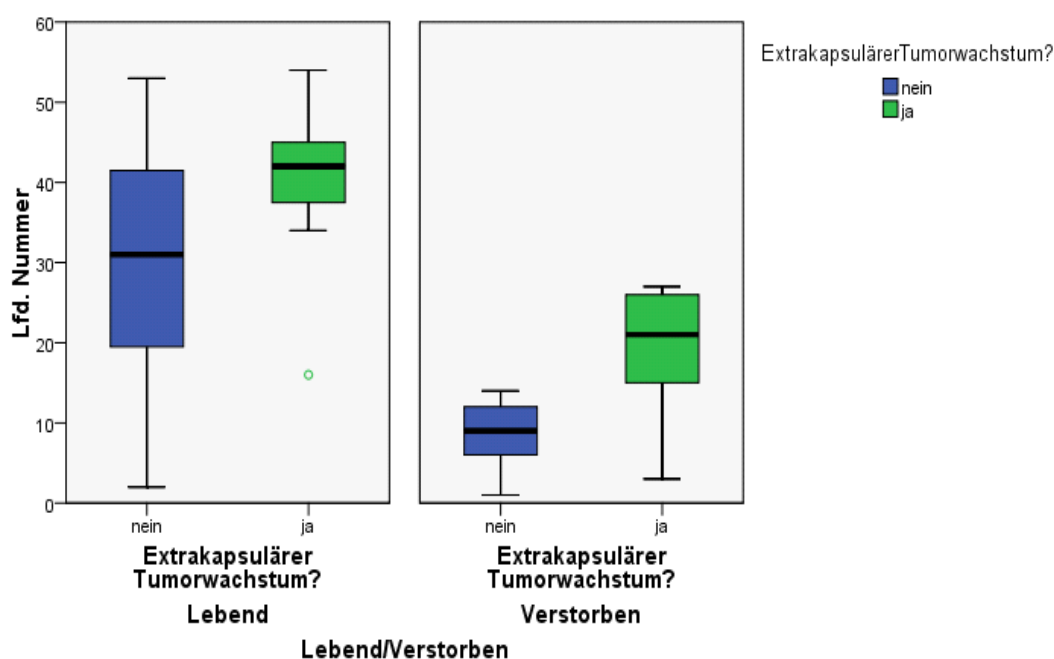 60
50
40
30
20
10
0
Lfd. Nummer
nein ja
Extrakapsulärer
Tumorwachstum?
Lebend
nein ja
Extrakapsulärer
Tumorwachstum?
Verstorben
Lebend/Verstorben
ExtrakapsulärerTumorwachstum?
nein
ja